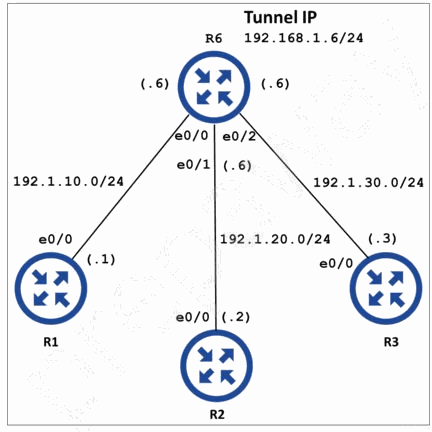 Tunnel IP
R6 192.168.1.6/24
(.6) (.6)
e0/0 e0/2
e0/1 (.6)
192.1.10.0/24 192.1.30.0/24
e0/0 192.1.20.0/24 (.3)
(.1) e0/0
e0/0 (.2)
R1 R3
R2